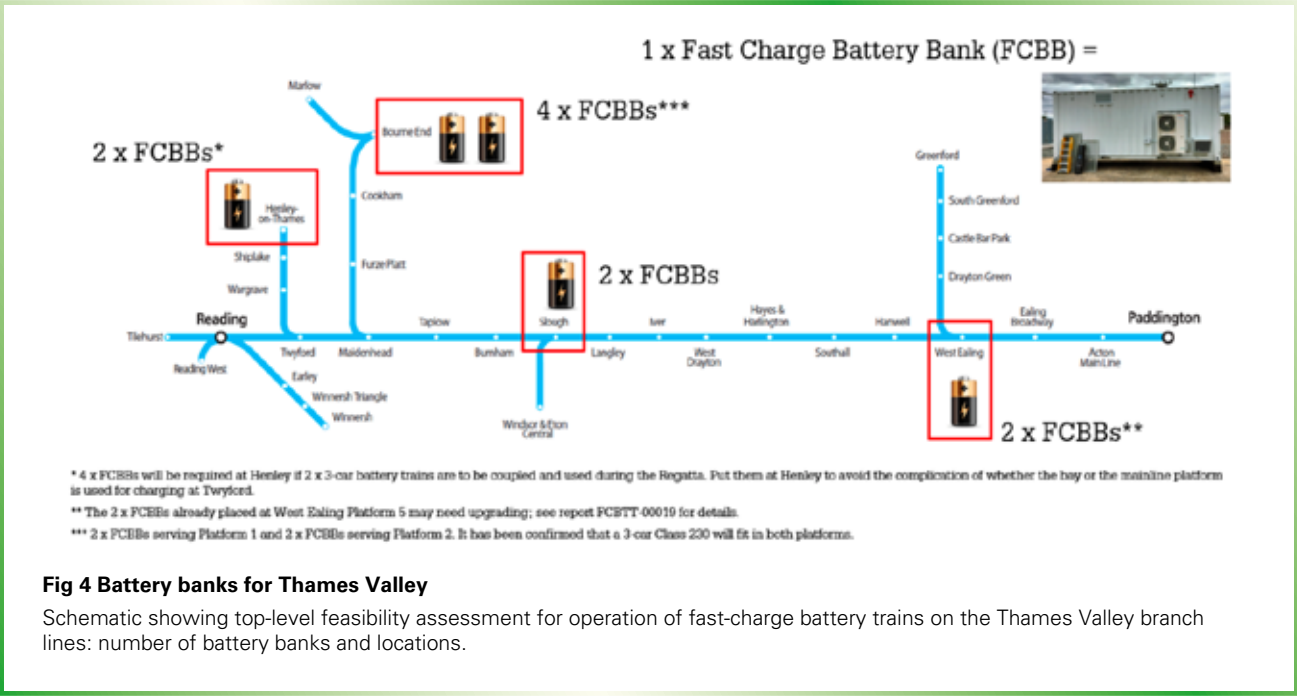 1 x Fast Charge Battery Bank (FCBB) =
Marlow
Bourne End
4 x FCBBs***
2 x FCBBs*
Henley-
on-Thames
Cookham
Greenford
South Greenford
Castle Bar Park
Drayton Green
Shiplake
Furze Platt
Wargrave
2 x FCBBs
Reading
Tilehurst
Taplow
Slough
Iver
Hayes &
Harlington
Hanwell
Ealing
Broadway
Paddington
Reading West
Twyford
Maidenhead
Burnham
Langley
West
Drayton
Southall
West Ealing
Acton
Main Line
Earley
Winnersh Triangle
Winnersh
Windsor & Eton
Central
2 x FCBBs**
* 4 x FCBBs will be required at Henley if 2 x 3-car battery trains are to be coupled and used during the Regatta. Put them at Henley to avoid the complication of whether the bay or the mainline platform
is used for charging at Twyford.
** The 2 x FCBBs already placed at West Ealing Platform 5 may need upgrading; see report FCBTT-00019 for details.
*** 2 x FCBBs serving Platform 1 and 2 x FCBBs serving Platform 2. It has been confirmed that a 3-car Class 230 will fit in both platforms.
Fig 4 Battery banks for Thames Valley
Schematic showing top-level feasibility assessment for operation of fast-charge battery trains on the Thames Valley branch
lines: number of battery banks and locations.